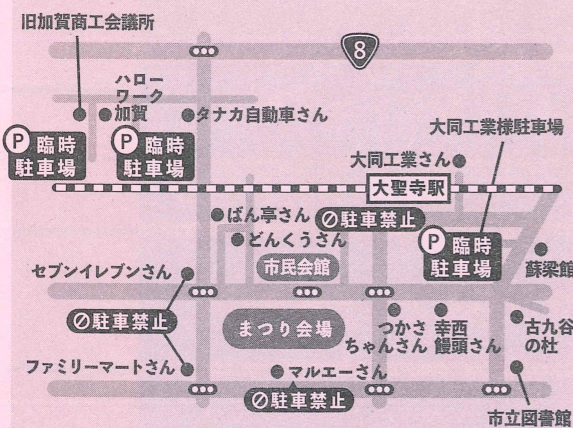 旧加賀商工会議所
8
ハロー
ワーク
加賀
タナカ自動車さん
P 臨時
駐車場
P 臨時
駐車場
大同工業様駐車場
大同工業さん
大聖寺駅
ばん亭さん
駐車禁止
どんくうさん
P 臨時
駐車場
市民会館
蘇梁館
セブンイレブンさん
駐車禁止
まつり会場
つかさ
ちゃんさん
幸西
饅頭さん
古九谷
の杜
ファミリーマートさん
マルエーさん
駐車禁止
市立図書館